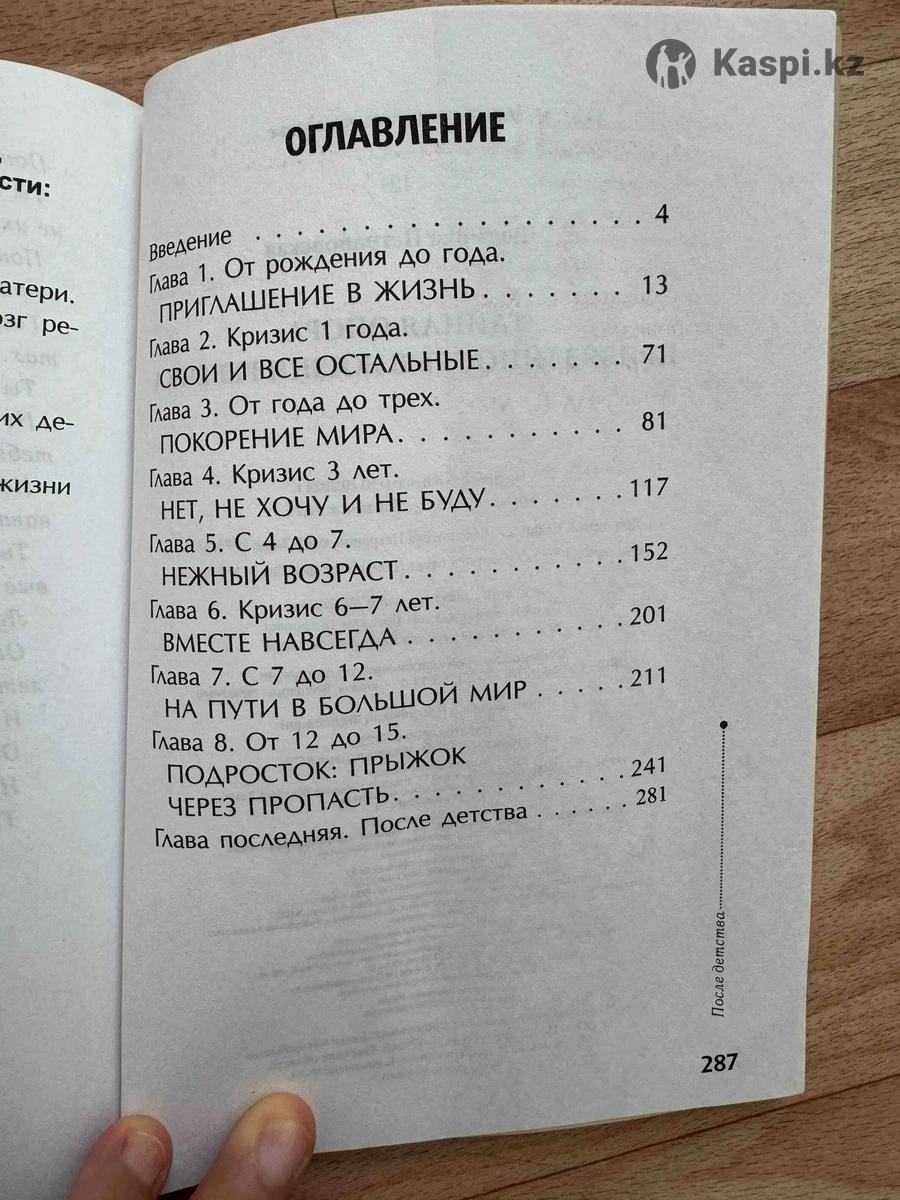 Kaspi.kz
сти:
атери.
озг ре-
их де-
жизни
ОГЛАВЛЕНИЕ
Введение . . . . . . . . . . . . . . . . . . . 4
Глава 1. От рождения до года.
ПРИГЛАШЕНИЕ В ЖИЗНЬ . . . . . . . 13
Глава 2. Кризис 1 года.
СВОИ И ВСЕ ОСТАЛЬНЫЕ . . . . . . . 71
Глава 3. От года до трех.
ПОКОРЕНИЕ МИРА . . . . . . . . . . . 81
Глава 4. Кризис 3 лет.
НЕТ, НЕ ХОЧУ И НЕ БУДУ . . . . . . . 117
Глава 5. С 4 до 7.
НЕЖНЫЙ ВОЗРАСТ . . . . . . . . . . . 152
Глава 6. Кризис 6—7 лет.
ВМЕСТЕ НАВСЕГДА . . . . . . . . . . . 201
Глава 7. С 7 до 12.
НА ПУТИ В БОЛЬШОЙ МИР . . . . . 211
Глава 8. От 12 до 15.
ПОДРОСТОК: ПРЫЖОК
ЧЕРЕЗ ПРОПАСТЬ . . . . . . . . . . . 241
Глава последняя. После детства . . . . . . 281
После детства
287